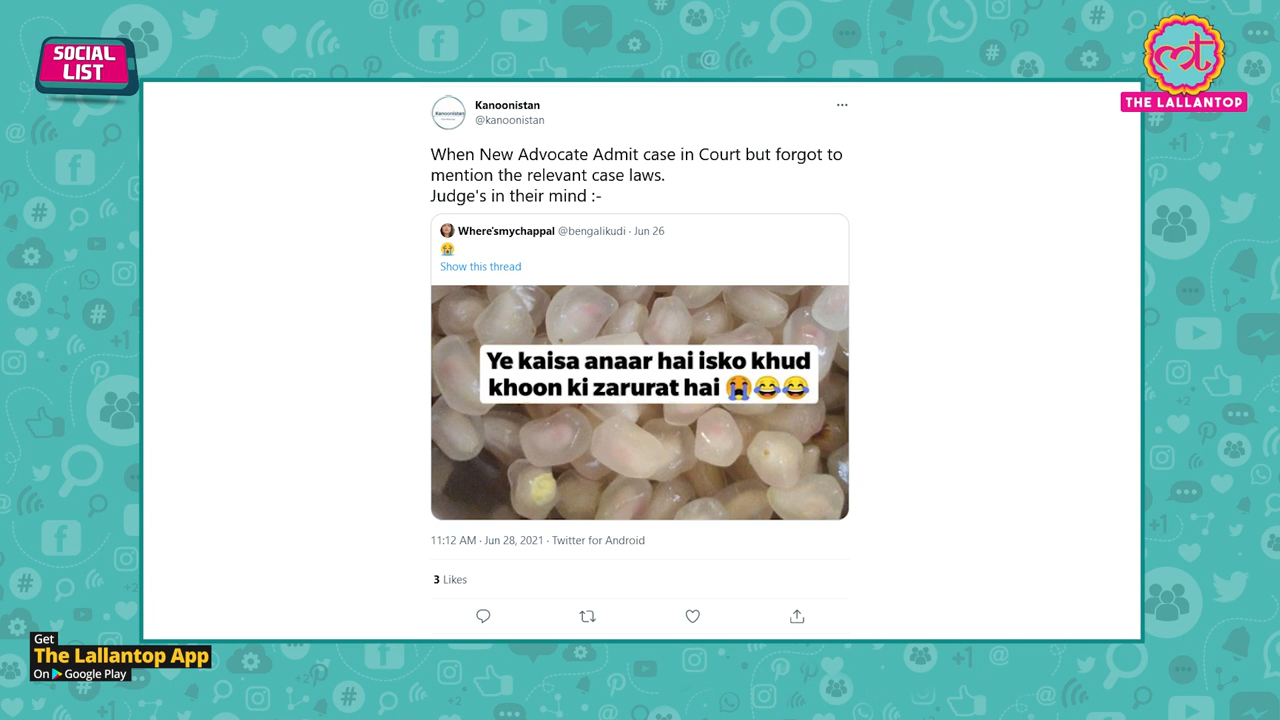 SOCIAL
LIST
THE LALLANTOP
Kanoonistan
@kanoonistan
Kanoonistan
When New Advocate Admit case in Court but forgot to
mention the relevant case laws.
Judge's in their mind :-
Where'smychappal @bengalikudi · Jun 26
😭
Show this thread
Ye kaisa anaar hai isko khud
khoon ki zarurat hai 😭😂😂
11:12 AM · Jun 28, 2021 · Twitter for Android
3 Likes
Get
The Lallantop App
On Google Play